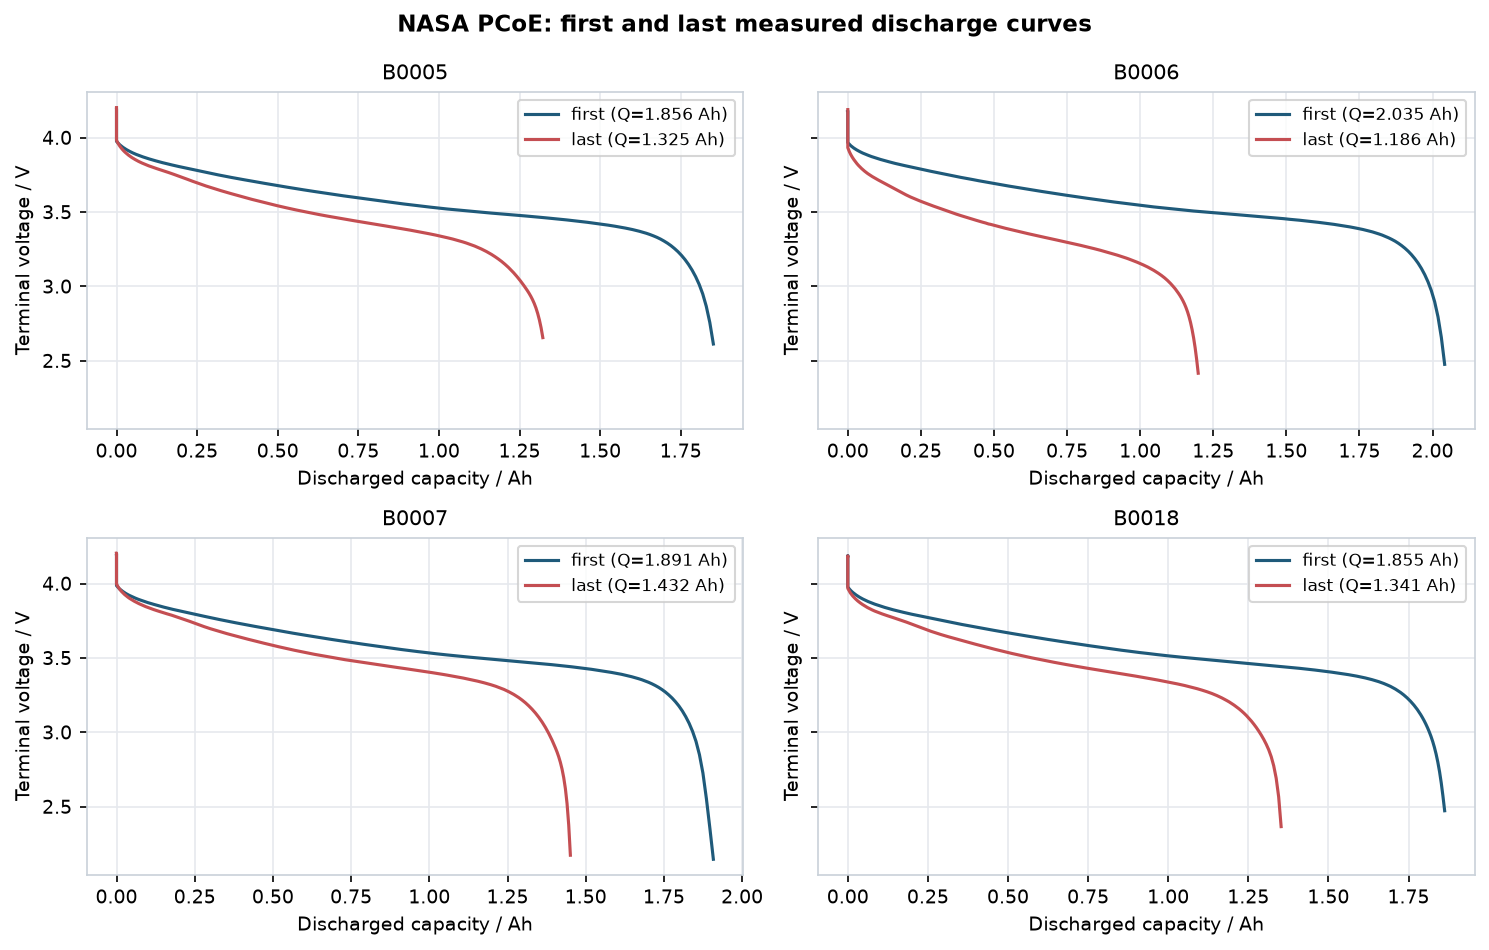 NASA PCoE: first and last measured discharge curves
B0005
first (Q=1.856 Ah)
last (Q=1.325 Ah)
Terminal voltage / V
4.0
3.5
3.0
2.5
0.00 0.25 0.50 0.75 1.00 1.25 1.50 1.75
Discharged capacity / Ah
B0006
first (Q=2.035 Ah)
last (Q=1.186 Ah)
Terminal voltage / V
0.00 0.25 0.50 0.75 1.00 1.25 1.50 1.75 2.00
Discharged capacity / Ah
B0007
first (Q=1.891 Ah)
last (Q=1.432 Ah)
Terminal voltage / V
4.0
3.5
3.0
2.5
0.00 0.25 0.50 0.75 1.00 1.25 1.50 1.75 2.00
Discharged capacity / Ah
B0018
first (Q=1.855 Ah)
last (Q=1.341 Ah)
Terminal voltage / V
0.00 0.25 0.50 0.75 1.00 1.25 1.50 1.75
Discharged capacity / Ah